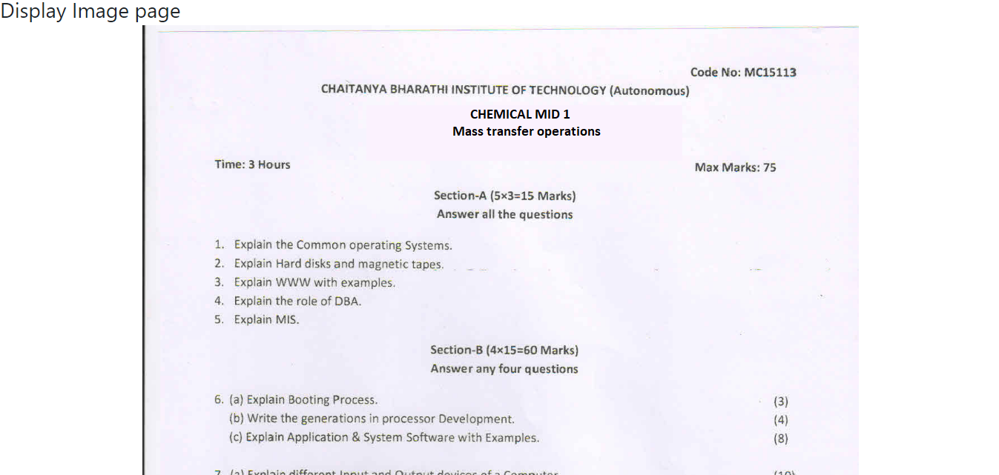 Display Image page
Code No: MC15113
CHAITANYA BHARATHI INSTITUTE OF TECHNOLOGY (Autonomous)
CHEMICAL MID 1
Mass transfer operations
Time: 3 Hours
Max Marks: 75
Section-A (5×3=15 Marks)
Answer all the questions
1. Explain the Common operating Systems.
2. Explain Hard disks and magnetic tapes.
3. Explain WWW with examples.
4. Explain the role of DBA.
5. Explain MIS.
Section-B (4×15=60 Marks)
Answer any four questions
6. (a) Explain Booting Process. (3)
(b) Write the generations in processor Development. (4)
(c) Explain Application & System Software with Examples. (8)
7. (a) Explain different Input and Output devices of a Computer (10)